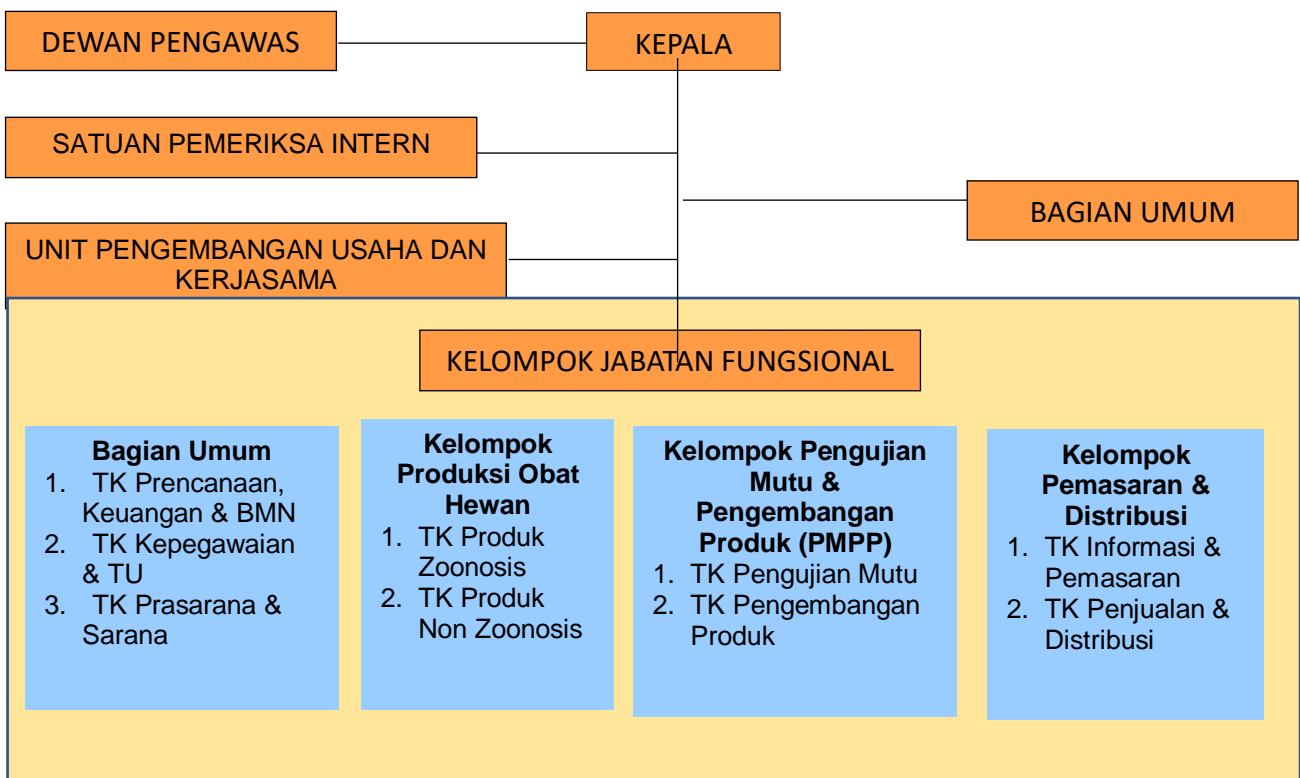 DEWAN PENGAWAS
KEPALA
SATUAN PEMERIKSA INTERN
BAGIAN UMUM
UNIT PENGEMBANGAN USAHA DAN
KERJASAMA
KELOMPOK JABATAN FUNGSIONAL
Bagian Umum
1. TK Prencanaan,
Keuangan & BMN
2. TK Kepegawaian
& TU
3. TK Prasarana &
Sarana
Kelompok
Produksi Obat
Hewan
1. TK Produk
Zoonosis
2. TK Produk
Non Zoonosis
Kelompok Pengujian
Mutu &
Pengembangan
Produk (PMPP)
1. TK Pengujian Mutu
2. TK Pengembangan
Produk
Kelompok
Pemasaran &
Distribusi
1. TK Informasi &
Pemasaran
2. TK Penjualan &
Distribusi